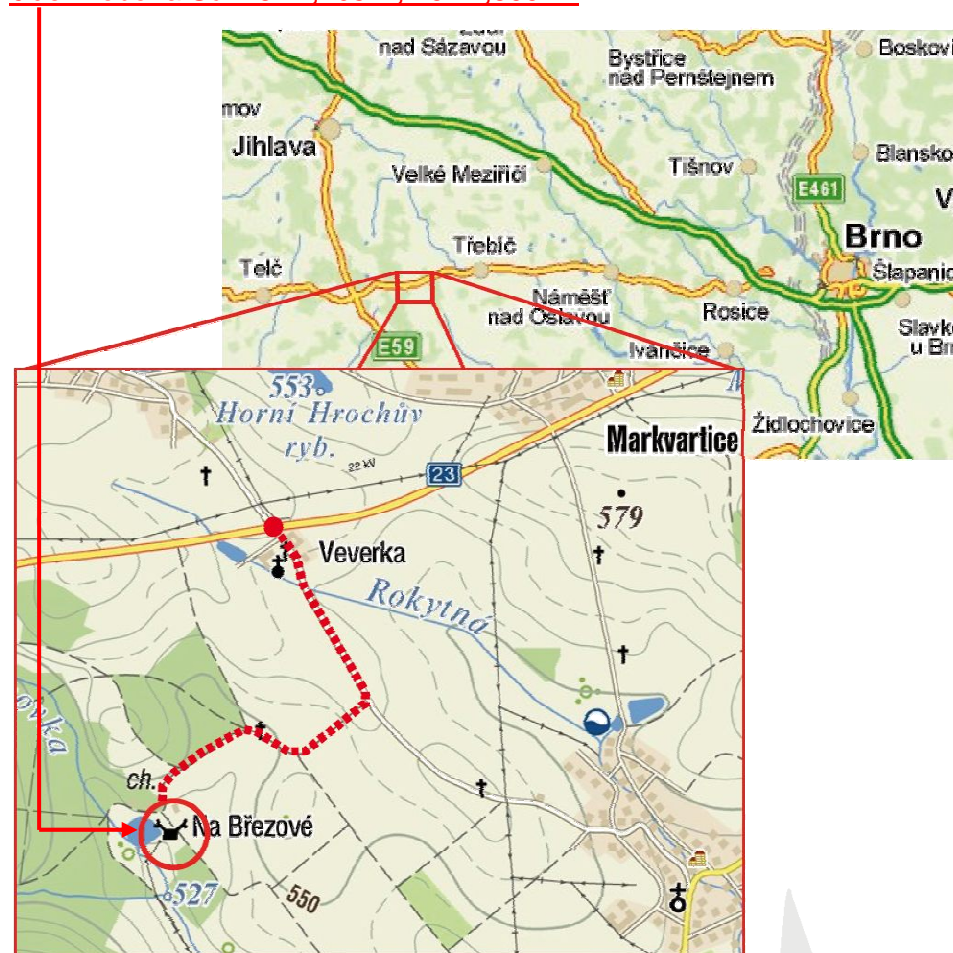 nad Sázavou
Bystřice
nad Pernštejnem
Boskovi
mov
Jihlava
Velké Meziříčí
Tišnov
Blansko
E461
V
Brno
Třebíč
Telč
Šlapanic
Náměšť
nad Oslavou
Rosice
E59
Ivančice
Slavk
u Br
Židlochovice
553
Horní Hrochův
ryb.
22 kV
23
Markvartice
579
Veverka
Rokytná
ovka
ch.
Na Březové
527
550